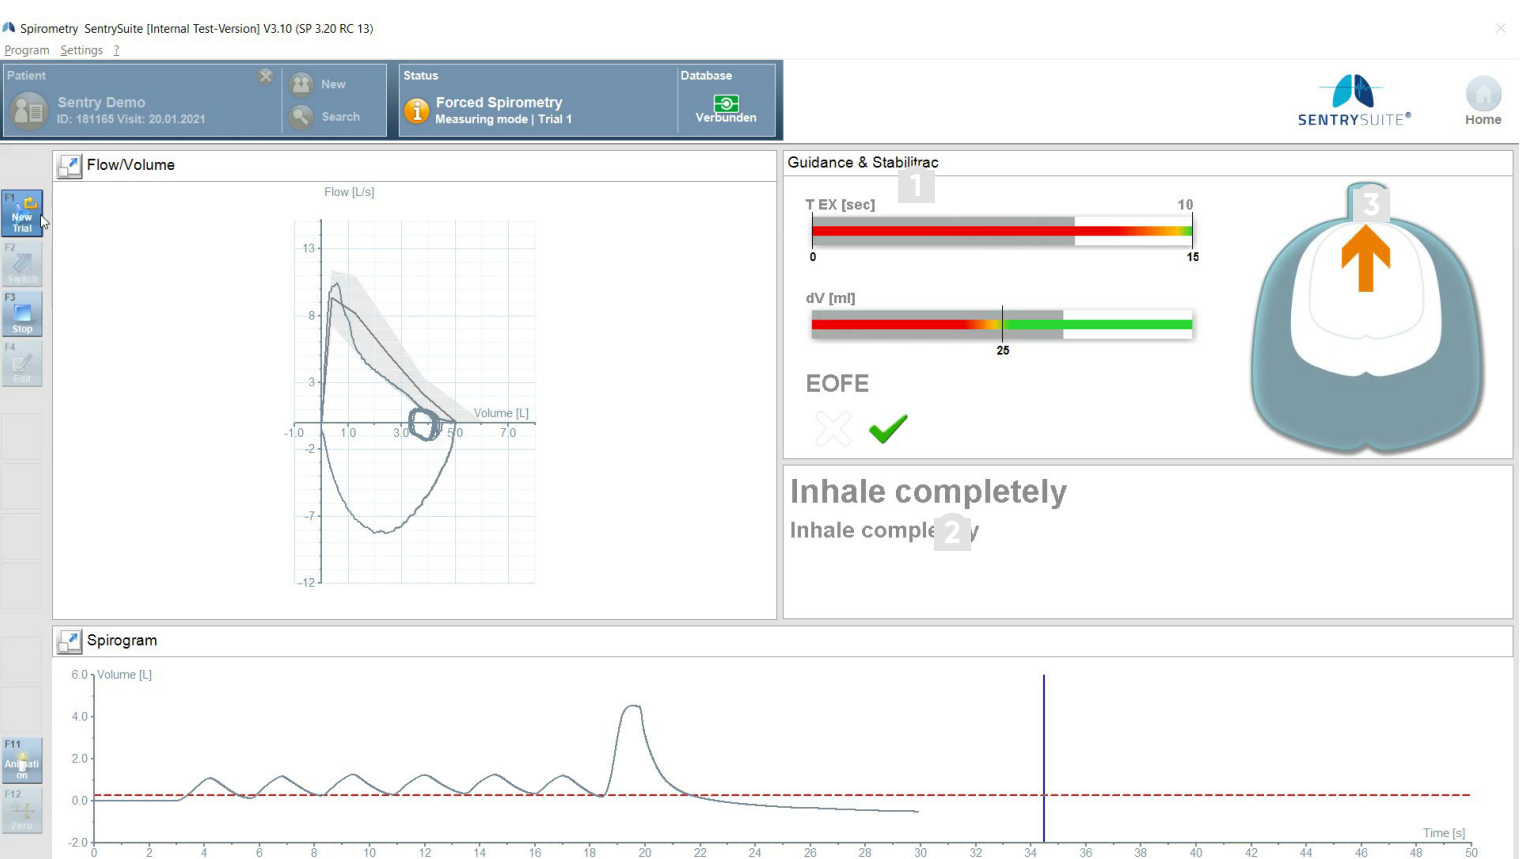 Spirometry SentrySuite [Internal Test-Version] V3.10 (SP 3.20 RC 13)
Program Settings ?
Patient
Sentry Demo
ID: 181165 Visit: 20.01.2021
New
Search
Status
Forced Spirometry
Measuring mode | Trial 1
Database
Verbunden
SENTRYSUITE®
Home
F1
New
Trial
F2
Switch
F3
Stop
F4
Edit
F11
Animati
on
F12
Zero
Flow/Volume
Flow [L/s]
13
8
3
Volume [L]
-1.0 1.0 3.0 5.0 7.0
-2
-7
-12
Guidance & Stabilitrac
1
T EX [sec]
10
0
15
dV [ml]
25
EOFE
3
Inhale completely
Inhale comple y
2
Spirogram
6.0 Volume [L]
4.0
2.0
0.0
-2.0
Time [s]
0 2 4 6 8 10 12 14 16 18 20 22 24 26 28 30 32 34 36 38 40 42 44 46 48 50